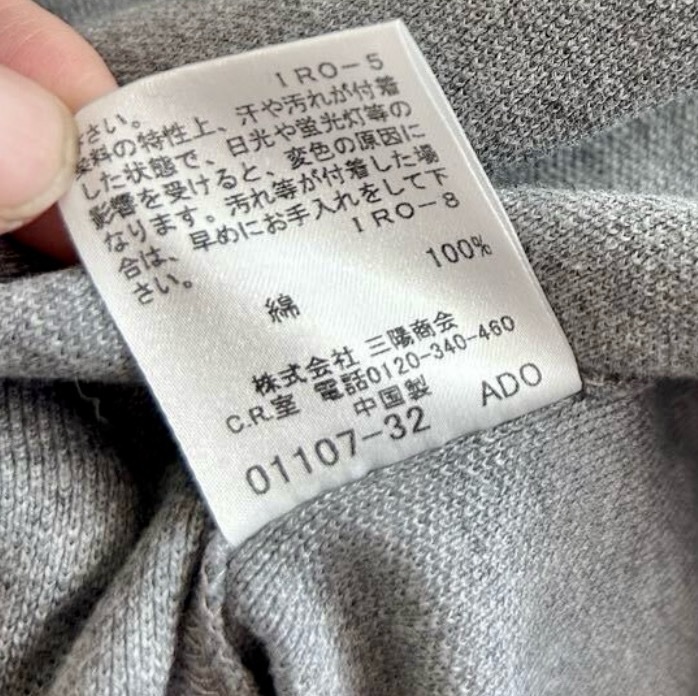 IRO-5
さい。
染料の特性上、汗や汚れが付着
した状態で、日光や蛍光灯等の
影響を受けると、変色の原因に
なります。汚れ等が付着した場
合は、早めにお手入れをして下
さい。
IRO-8
綿 100%
株式会社 三陽商会
C.R.室 電話0120-340-460
中国製
01107-32 ADO